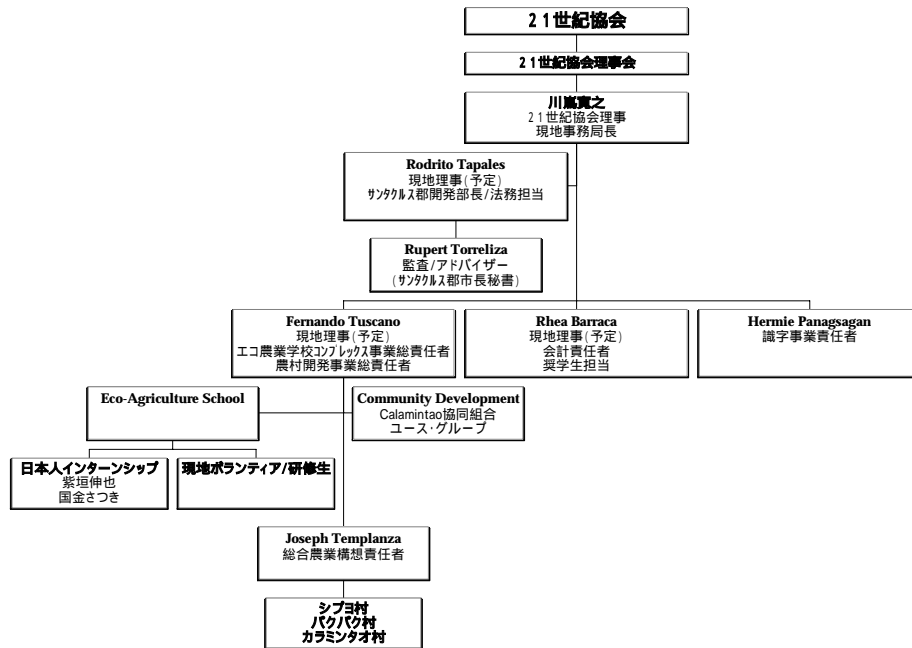 ２１世紀協会
２１世紀協会理事会
川嶌寛之
２１世紀協会理事
現地事務局長
Rodrito Tapales
現地理事(予定)
ｻﾝﾀｸﾙｽ郡開発部長/法務担当
Rupert Torreliza
監査/アドバイザー
(ｻﾝﾀｸﾙｽ郡市長秘書)
Fernando Tuscano
現地理事(予定)
エコ農業学校ｺﾝﾌﾟﾚｯｸｽ事業総責任者
農村開発事業総責任者
Rhea Barraca
現地理事(予定)
会計責任者
奨学生担当
Hermie Panagsagan
識字事業責任者
Eco-Agriculture School
Community Development
Calamintao協同組合
ユース･グループ
日本人インターンシップ
紫垣伸也
国金さつき
現地ボランティア/研修生
Joseph Templanza
総合農業構想責任者
シブヨ村
パクパク村
カラミンタオ村